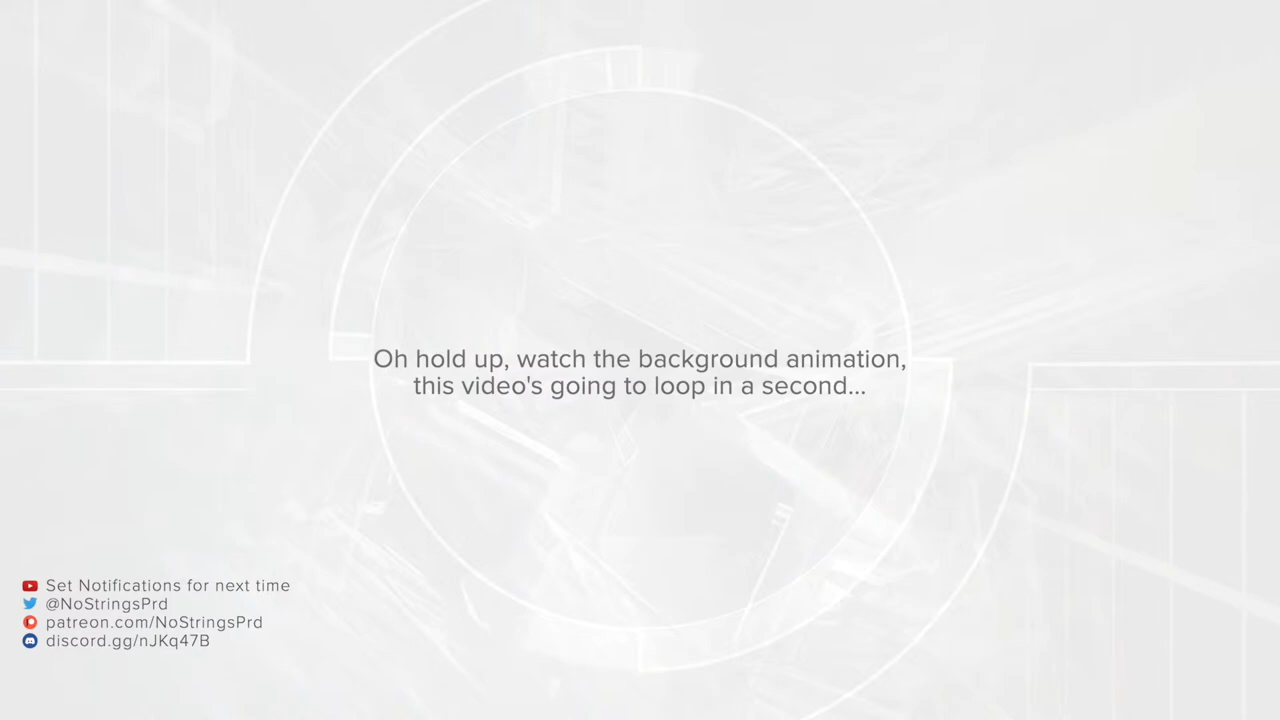 Oh hold up, watch the background animation,
this video's going to loop in a second...
Set Notifications for next time
@NoStringsPrd
patreon.com/NoStringsPrd
discord.gg/nJKq47B